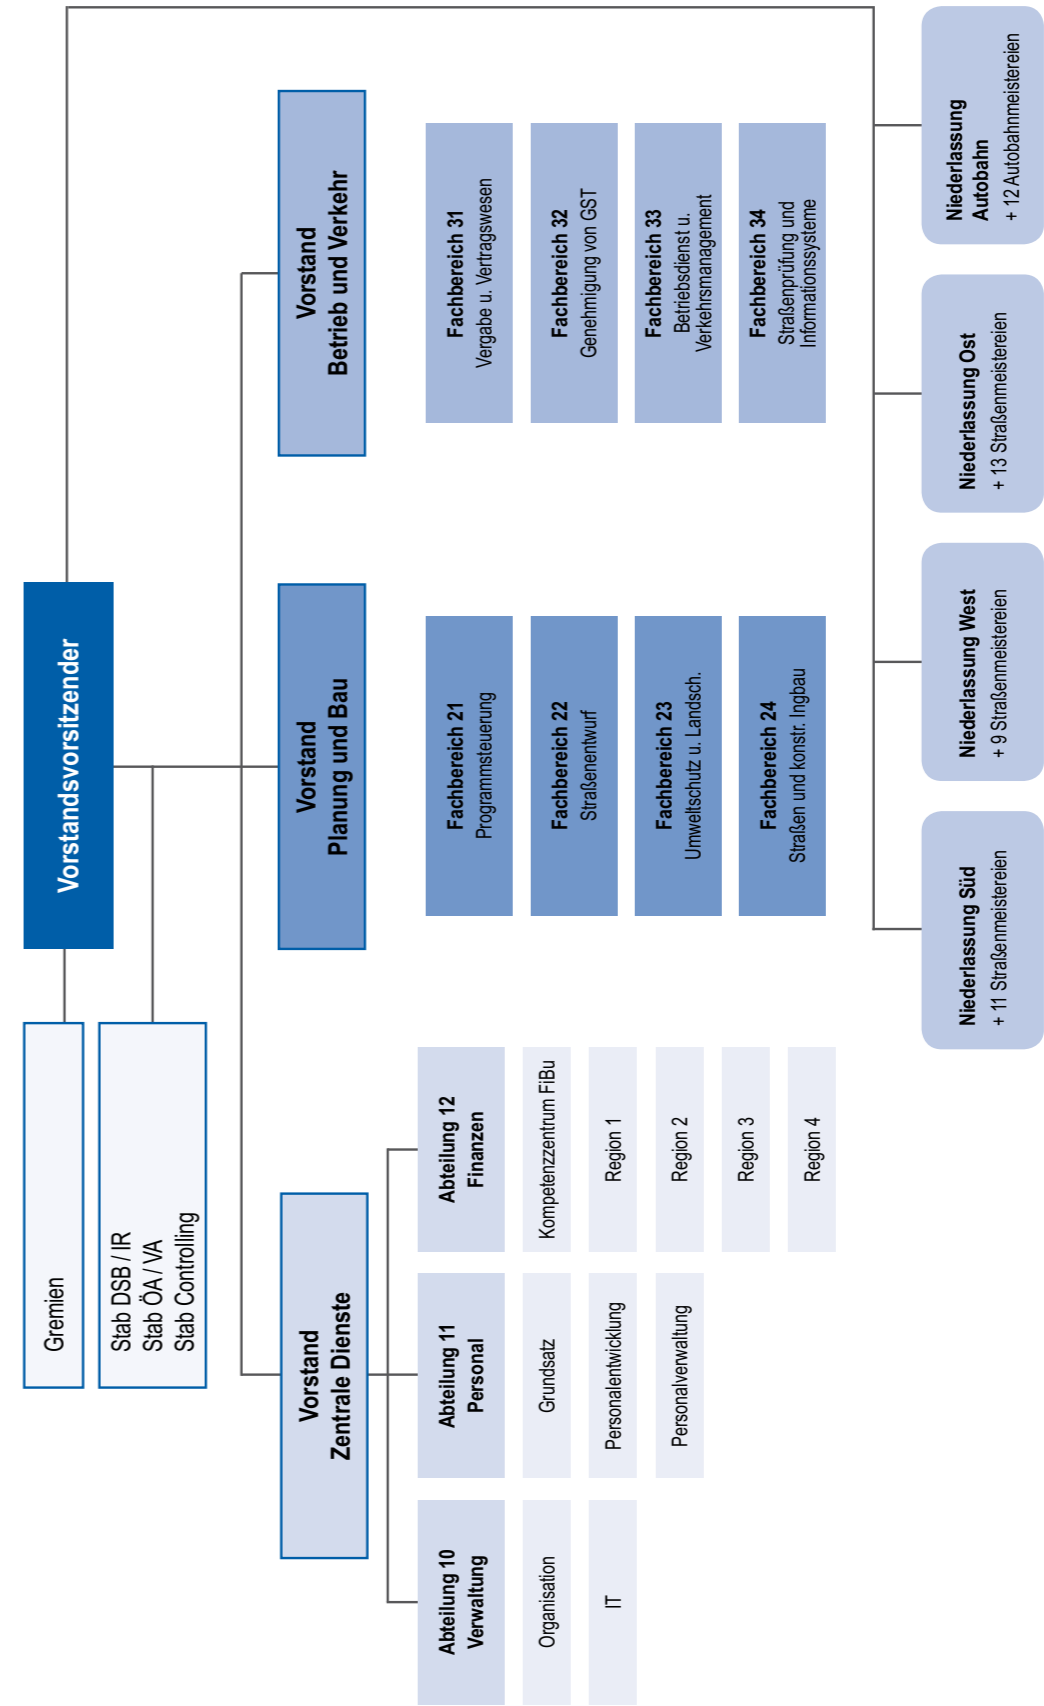 Vorstandsvorsitzender
Gremien
Stab DSB / IR
Stab ÖA / VA
Stab Controlling
Vorstand
Zentrale Dienste
Abteilung 10
Verwaltung
Organisation
IT
Abteilung 11
Personal
Grundsatz
Personalentwicklung
Personalverwaltung
Abteilung 12
Finanzen
Kompetenzzentrum FiBu
Region 1
Region 2
Region 3
Region 4
Vorstand
Planung und Bau
Fachbereich 21
Programmsteuerung
Fachbereich 22
Straßenentwurf
Fachbereich 23
Umweltschutz u. Landsch.
Fachbereich 24
Straßen und konstr. Ingbau
Vorstand
Betrieb und Verkehr
Fachbereich 31
Vergabe u. Vertragswesen
Fachbereich 32
Genehmigung von GST
Fachbereich 33
Betriebsdienst u.
Verkehrsmanagement
Fachbereich 34
Straßenprüfung und
Informationssysteme
Niederlassung Süd
+ 11 Straßenmeistereien
Niederlassung West
+ 9 Straßenmeistereien
Niederlassung Ost
+ 13 Straßenmeistereien
Niederlassung
Autobahn
+ 12 Autobahnmeistereien